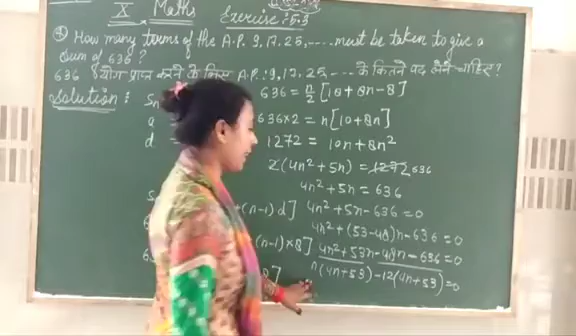 X Maths Exercise : 5.3
④ How many terms of the A.P. 9, 17, 25, ..... must be taken to give a
sum of 636 ?
636 योग प्राप्त करने के लिए A.P.: 9, 17, 25, ... के कितने पद लेने चाहिए?
Solution :
Sn 636 = n/2 [10 + 8n - 8]
a 636×2 = n[10+8n]
d 1272 = 10n + 8n²
2(4n² + 5n) = 1272 636
4n² + 5n = 636
S +(n-1)d] 4n² + 5n - 636 = 0
4n² + (53-48)n - 636 = 0
(n-1)×8] 4n² + 53n - 48n - 636 = 0
63 8] n(4n+53) - 12(4n+53) = 0